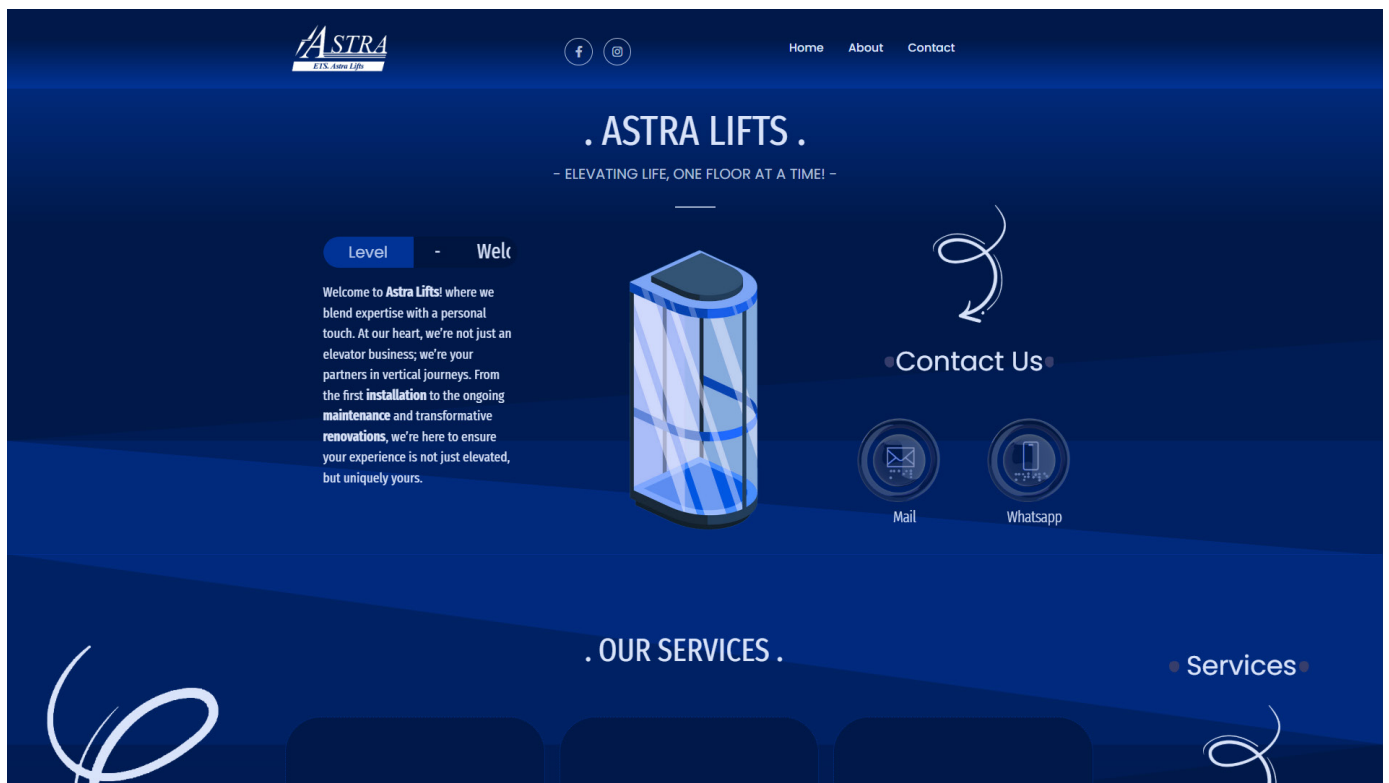 ASTRA
ETS. Astra Lifts
Home About Contact
. ASTRA LIFTS .
- ELEVATING LIFE, ONE FLOOR AT A TIME! -
Level - Welc
Welcome to Astra Lifts! where we
blend expertise with a personal
touch. At our heart, we're not just an
elevator business; we're your
partners in vertical journeys. From
the first installation to the ongoing
maintenance and transformative
renovations, we're here to ensure
your experience is not just elevated,
but uniquely yours.
Contact Us
Mail Whatsapp
. OUR SERVICES .
Services